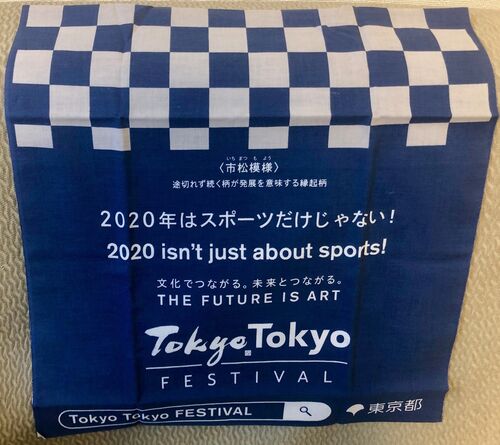 いちまつもよう
〈市松模様〉
途切れず続く柄が発展を意味する縁起柄
2020年はスポーツだけじゃない!
2020 isn't just about sports!
文化でつながる。未来とつながる。
THE FUTURE IS ART
Tokyo Tokyo
FESTIVAL
Tokyo Tokyo FESTIVAL
東京都